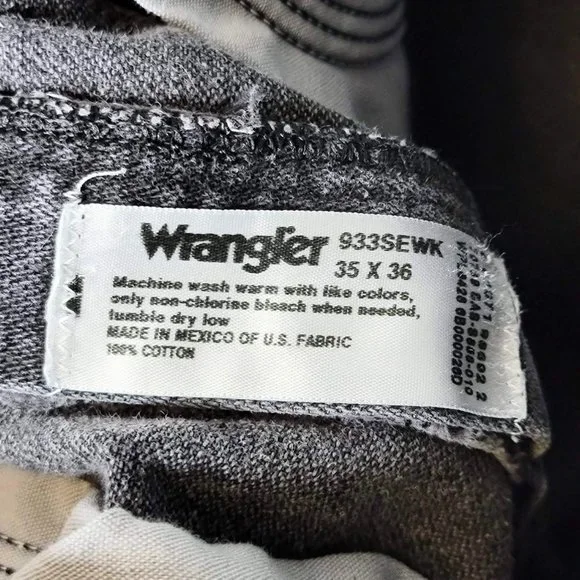 Wrangler 933SEWK
35 X 36
Machine wash warm with like colors,
only non-chlorine bleach when needed,
tumble dry low
MADE IN MEXICO OF U.S. FABRIC
100% COTTON